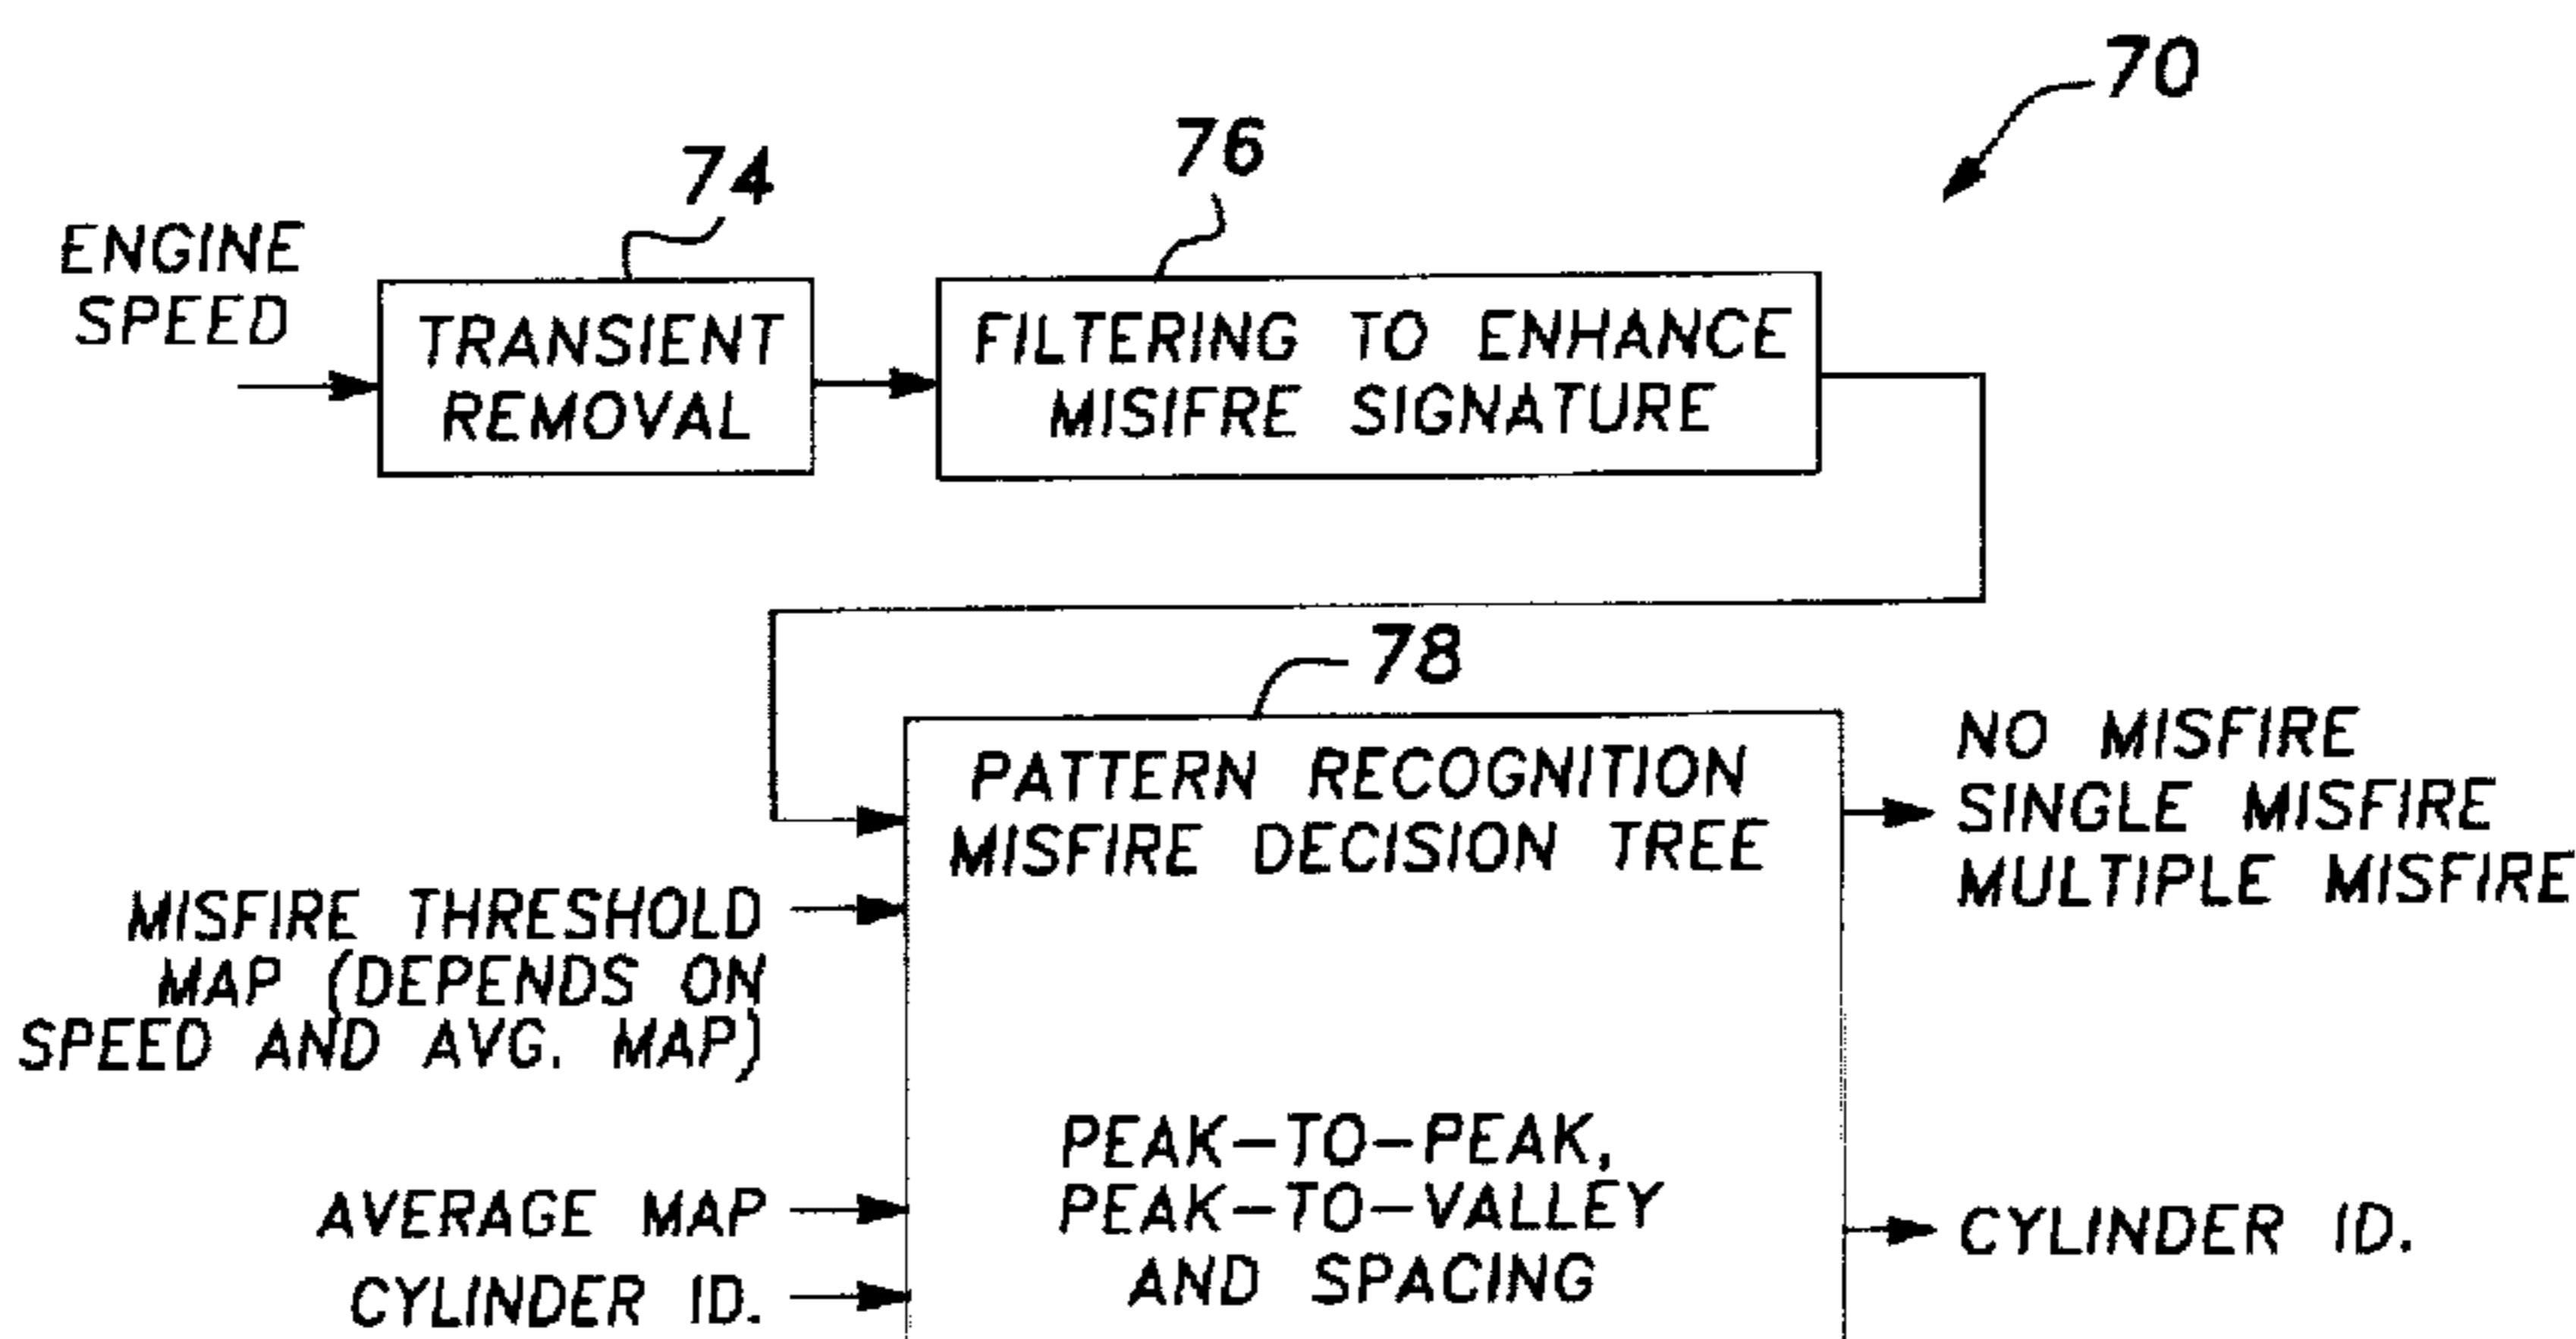 70
74
76
ENGINE
SPEED
TRANSIENT
REMOVAL
FILTERING TO ENHANCE
MISIFRE SIGNATURE
78
PATTERN RECOGNITION
MISFIRE DECISION TREE
NO MISFIRE
SINGLE MISFIRE
MULTIPLE MISFIRE
MISFIRE THRESHOLD
MAP (DEPENDS ON
SPEED AND AVG. MAP)
PEAK-TO-PEAK,
PEAK-TO-VALLEY
AND SPACING
AVERAGE MAP
CYLINDER ID.
CYLINDER ID.